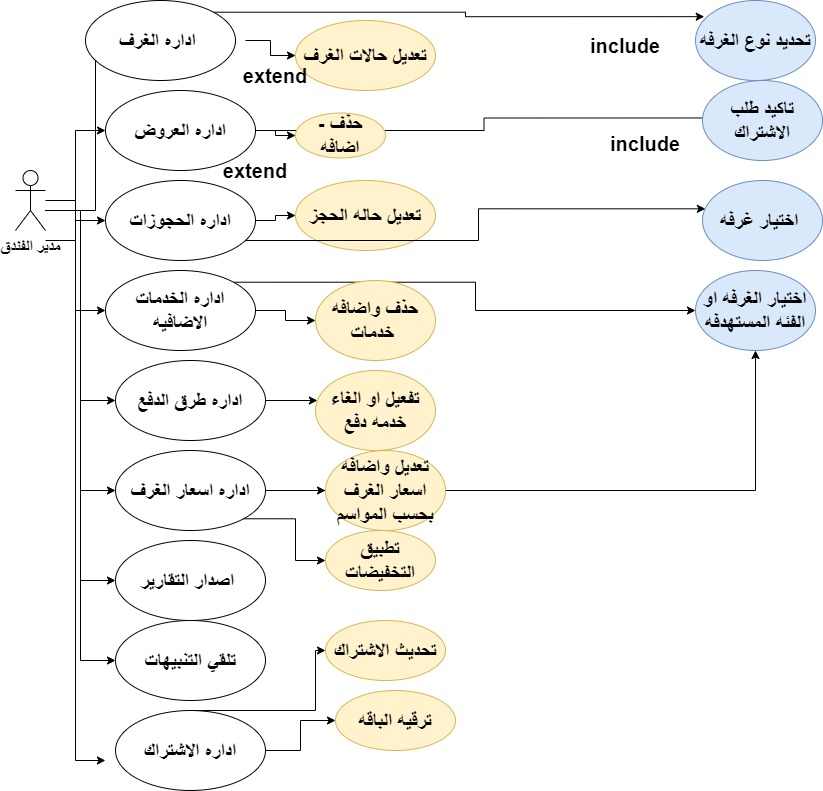 اداره الغرف
تعديل حالات الغرف
extend
include
تحديد نوع الغرفه
اداره العروض
حذف -
اضافه
extend
include
تاكيد طلب
الاشتراك
مدير الفندق
اداره الحجوزات
تعديل حاله الحجز
اختيار غرفه
اداره الخدمات
الاضافيه
حذف واضافه
خدمات
اختيار الغرفه او
الفئه المستهدفه
اداره طرق الدفع
تفعيل او الغاء
خدمه دفع
اداره اسعار الغرف
تعديل واضافه
اسعار الغرف
بحسب المواسم
تطبيق
التخفيضات
اصدار التقارير
تلقي التنبيهات
تحديث الاشتراك
ترقيه الباقه
اداره الاشتراك